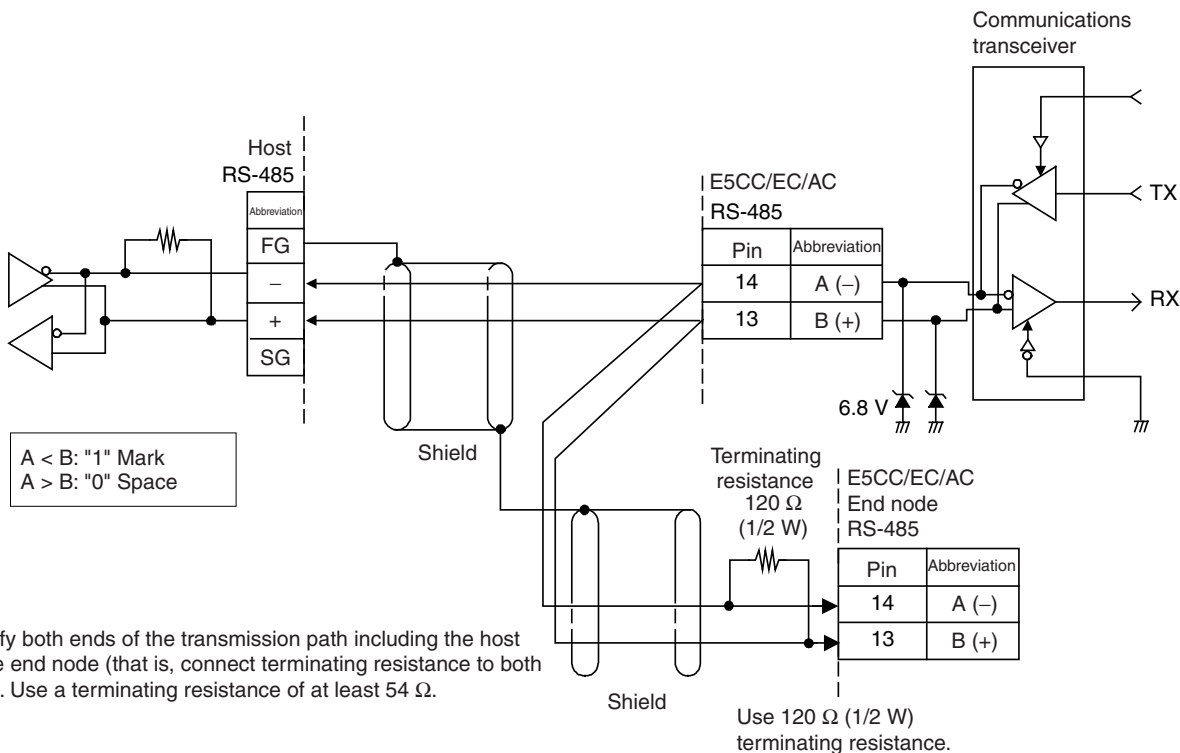 Communications
transceiver
Host
RS-485
Abbreviation
FG
−
+
SG
E5CC/EC/AC
RS-485
Pin Abbreviation
14 A (−)
13 B (+)
TX
RX
6.8 V
A < B: "1" Mark
A > B: "0" Space
Shield
Terminating
resistance
120 Ω
(1/2 W)
E5CC/EC/AC
End node
RS-485
Pin Abbreviation
14 A (−)
13 B (+)
fy both ends of the transmission path including the host
e end node (that is, connect terminating resistance to both
. Use a terminating resistance of at least 54 Ω.
Shield
Use 120 Ω (1/2 W)
terminating resistance.